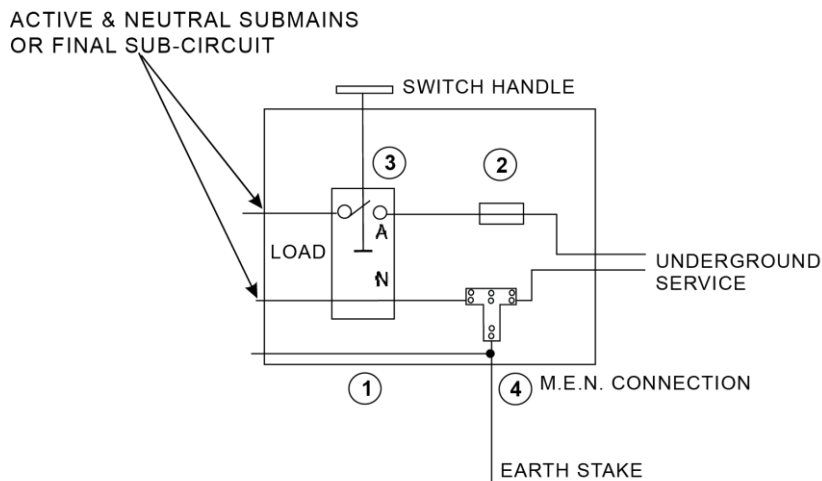 ACTIVE & NEUTRAL SUBMAINS
OR FINAL SUB-CIRCUIT
SWITCH HANDLE
3
2
A
LOAD
N
UNDERGROUND
SERVICE
1
4
M.E.N. CONNECTION
EARTH STAKE